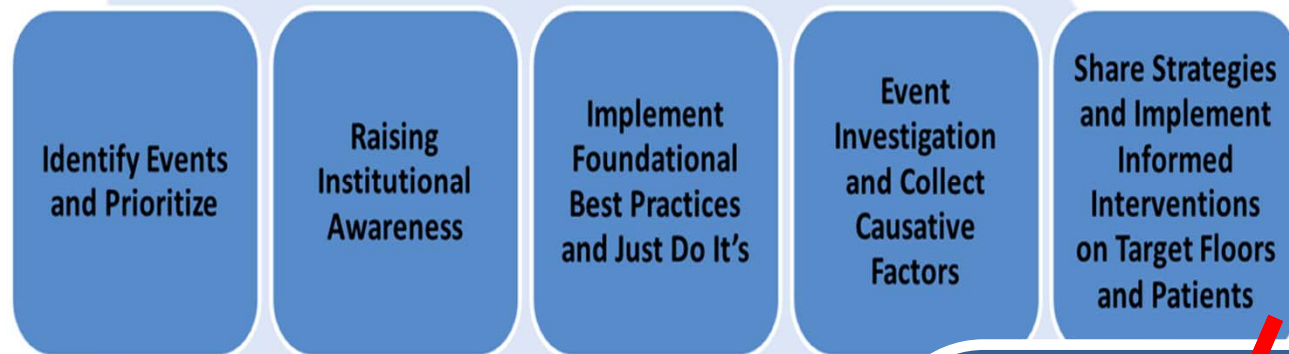 Identify Events
and Prioritize
Raising
Institutional
Awareness
Implement
Foundational
Best Practices
and Just Do It's
Event
Investigation
and Collect
Causative
Factors
Share Strategies
and Implement
Informed
Interventions
on Target Floors
and Patients